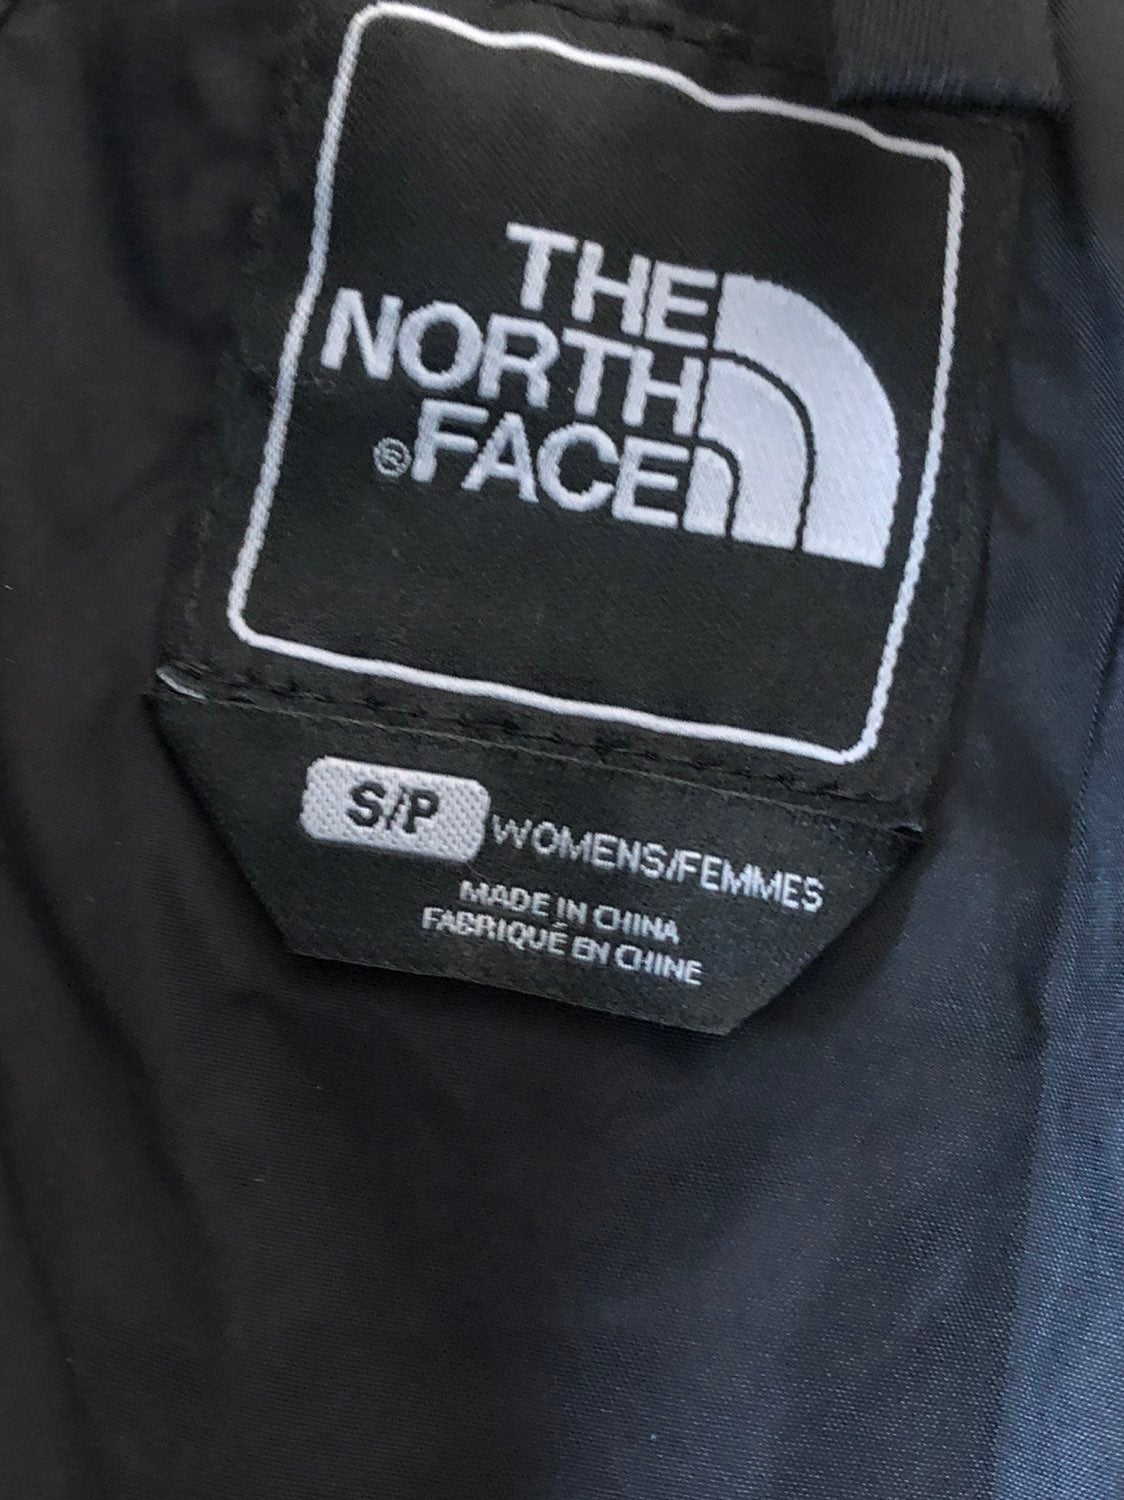 THE
NORTH
®FACE
S/P WOMENS/FEMMES
MADE IN CHINA
FABRIQUÉ EN CHINE